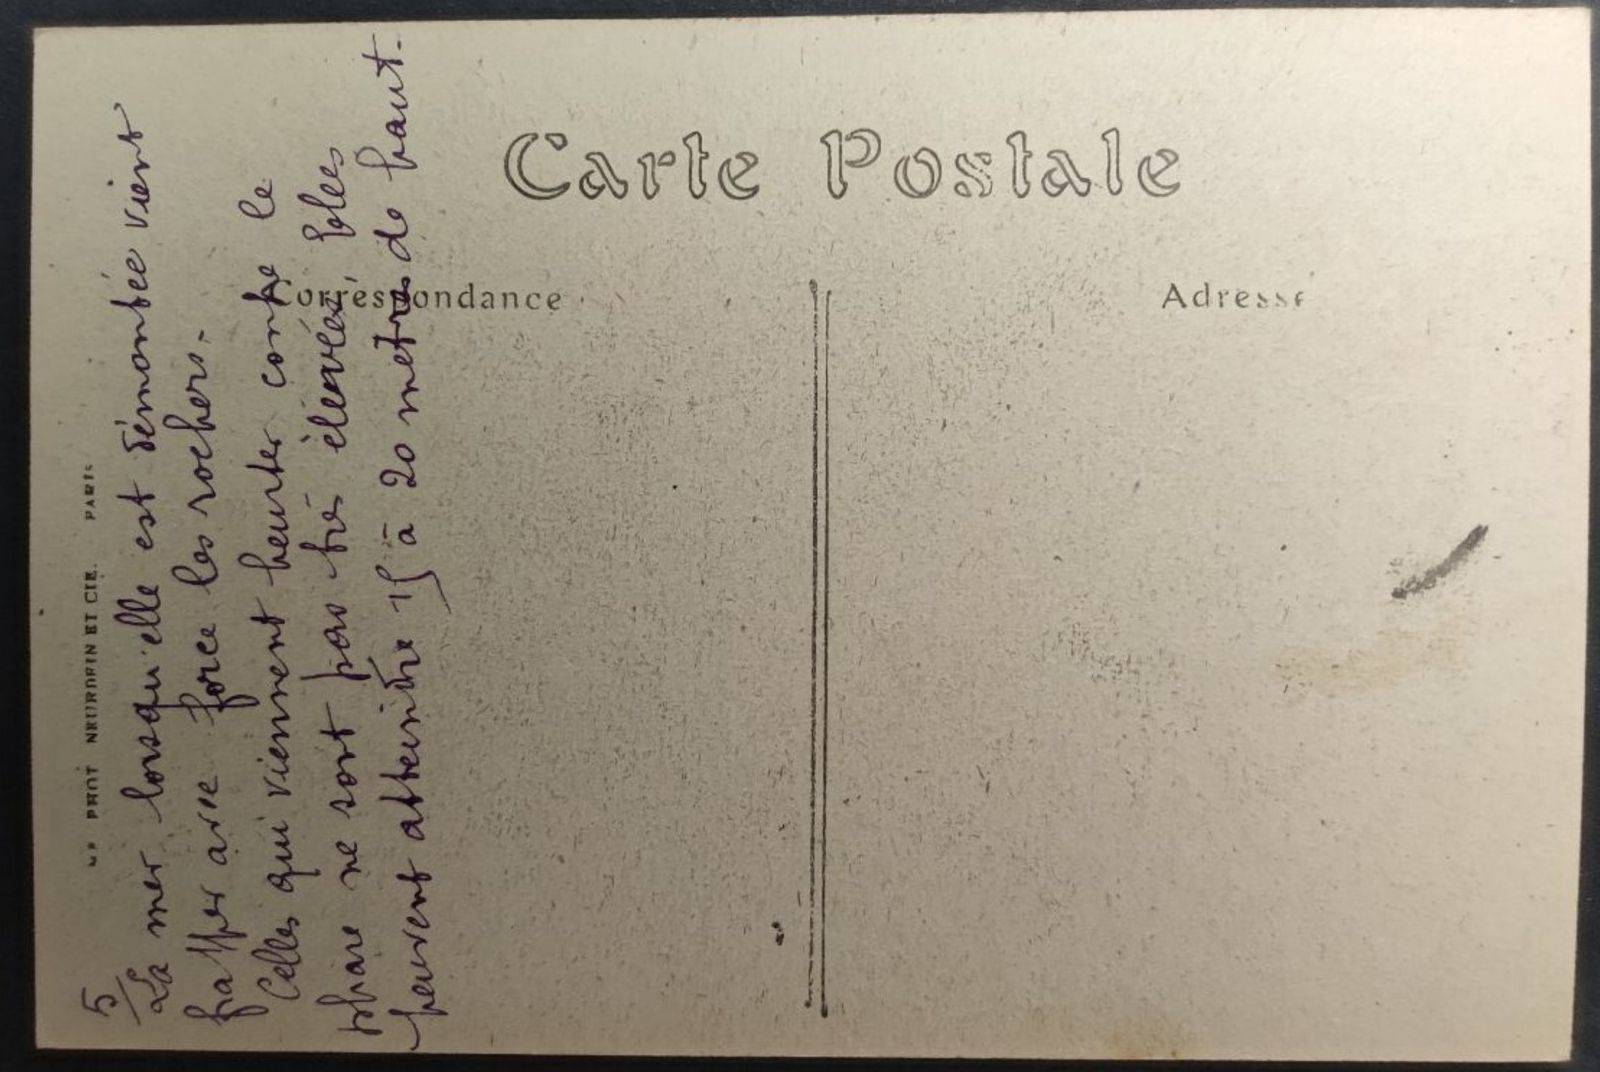 Carte Postale
Correspondance
Adresse
PHOT NEURDEIN ET CIE. PARIS
5
La mer lorsqu'elle est démontée vient
frapper avec force les rochers.
Celles qui viennent heurter contre le
phare ne sont pas très élevées, elles
peuvent atteindre 15 à 20 mètres de haut.